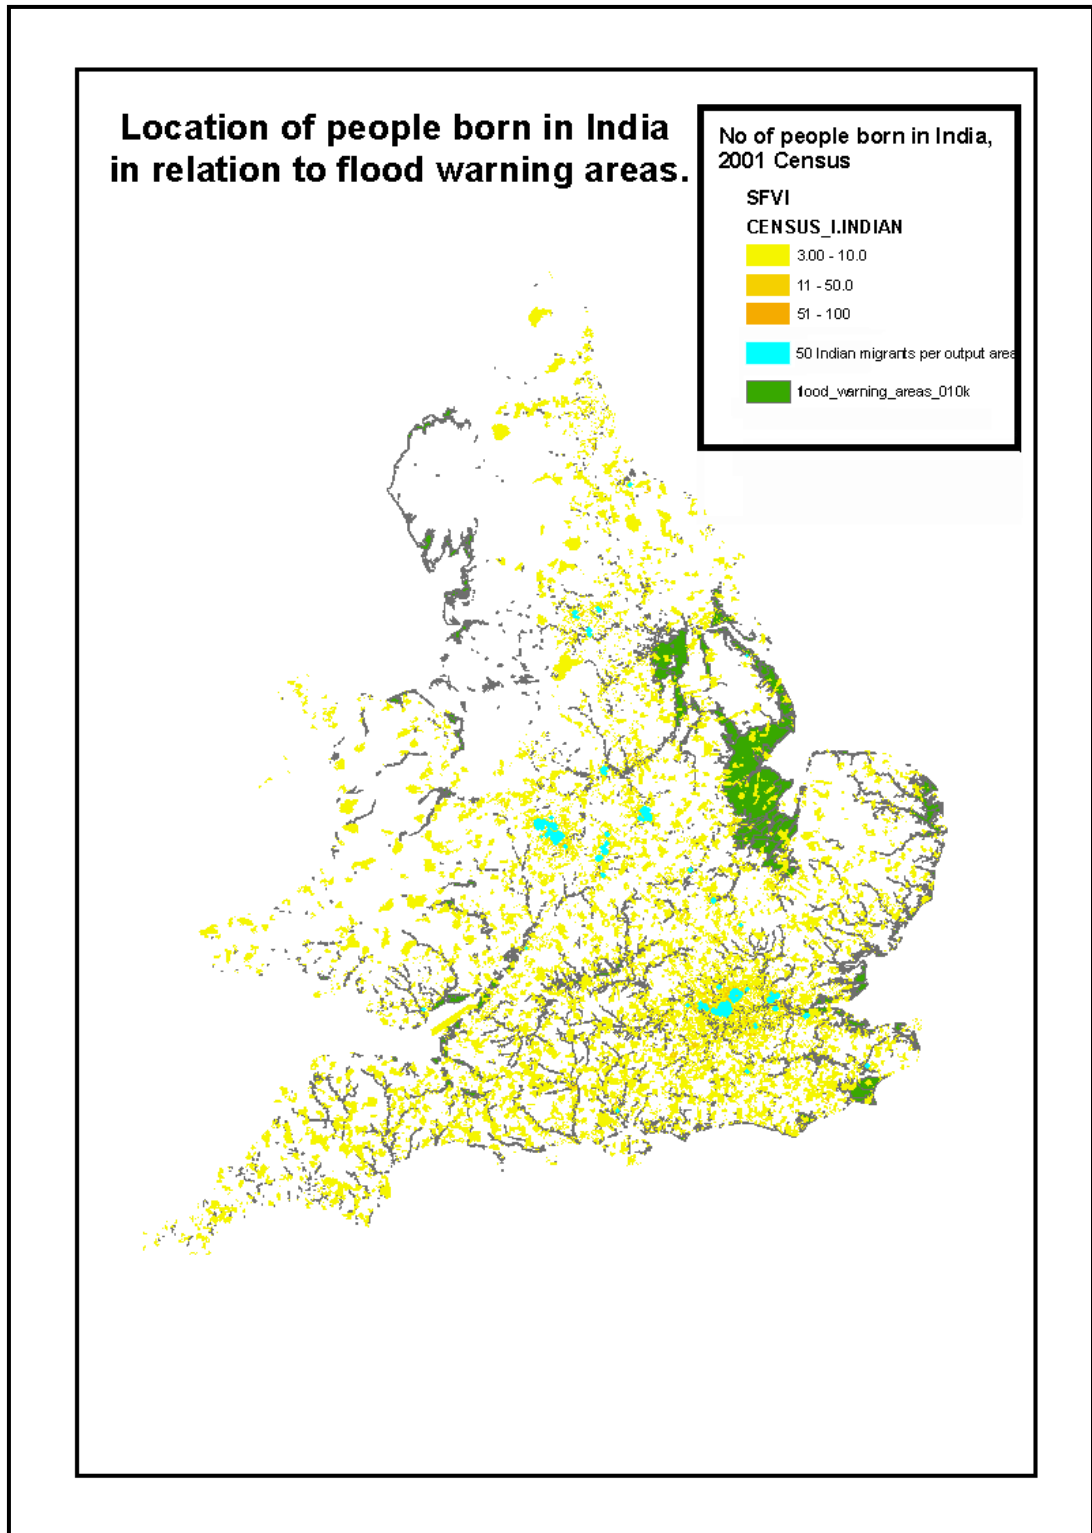 Location of people born in India
in relation to flood warning areas.
No of people born in India,
2001 Census
SFVI
CENSUS_I.INDIAN
3.00 - 10.0
11 - 50.0
51 - 100
50 Indian migrants per output area
flood_warning_areas_010k